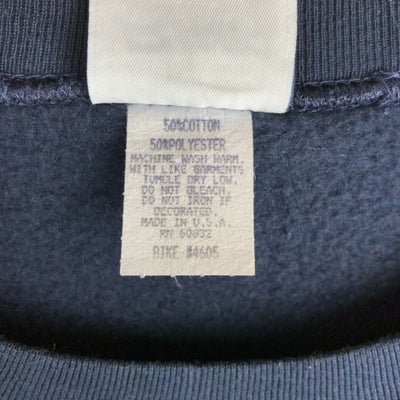 50%COTTON
50%POLYESTER
MACHINE WASH WARM.
WITH LIKE GARMENTS
TUMBLE DRY LOW.
DO NOT BLEACH.
DO NOT IRON IF
DECORATED.
MADE IN U.S.A.
RN 60032
BIKE #4605